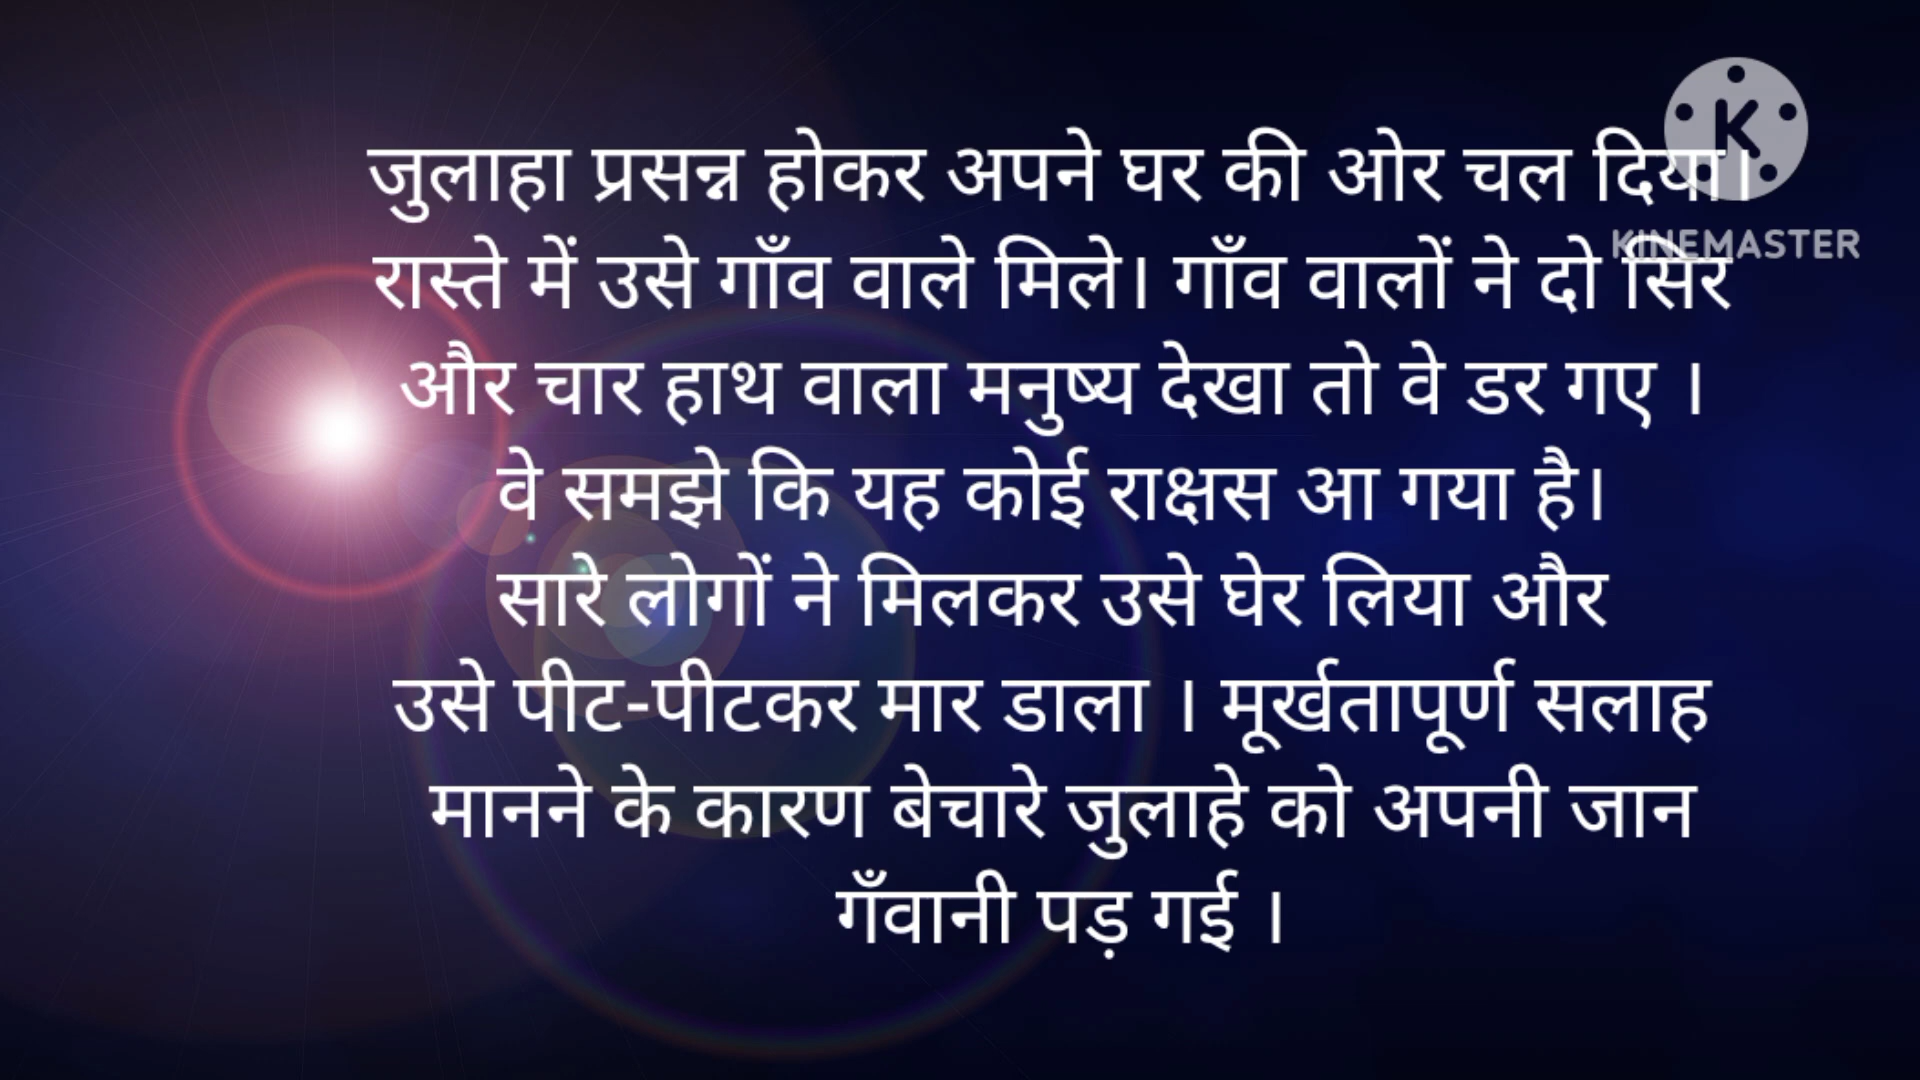 जुलाहा प्रसन्न होकर अपने घर की ओर चल दिया।
रास्ते में उसे गाँव वाले मिले। गाँव वालों ने दो सिर
और चार हाथ वाला मनुष्य देखा तो वे डर गए ।
वे समझे कि यह कोई राक्षस आ गया है।
सारे लोगों ने मिलकर उसे घेर लिया और
उसे पीट-पीटकर मार डाला । मूर्खतापूर्ण सलाह
मानने के कारण बेचारे जुलाहे को अपनी जान
गँवानी पड़ गई ।
K
KINEMASTER